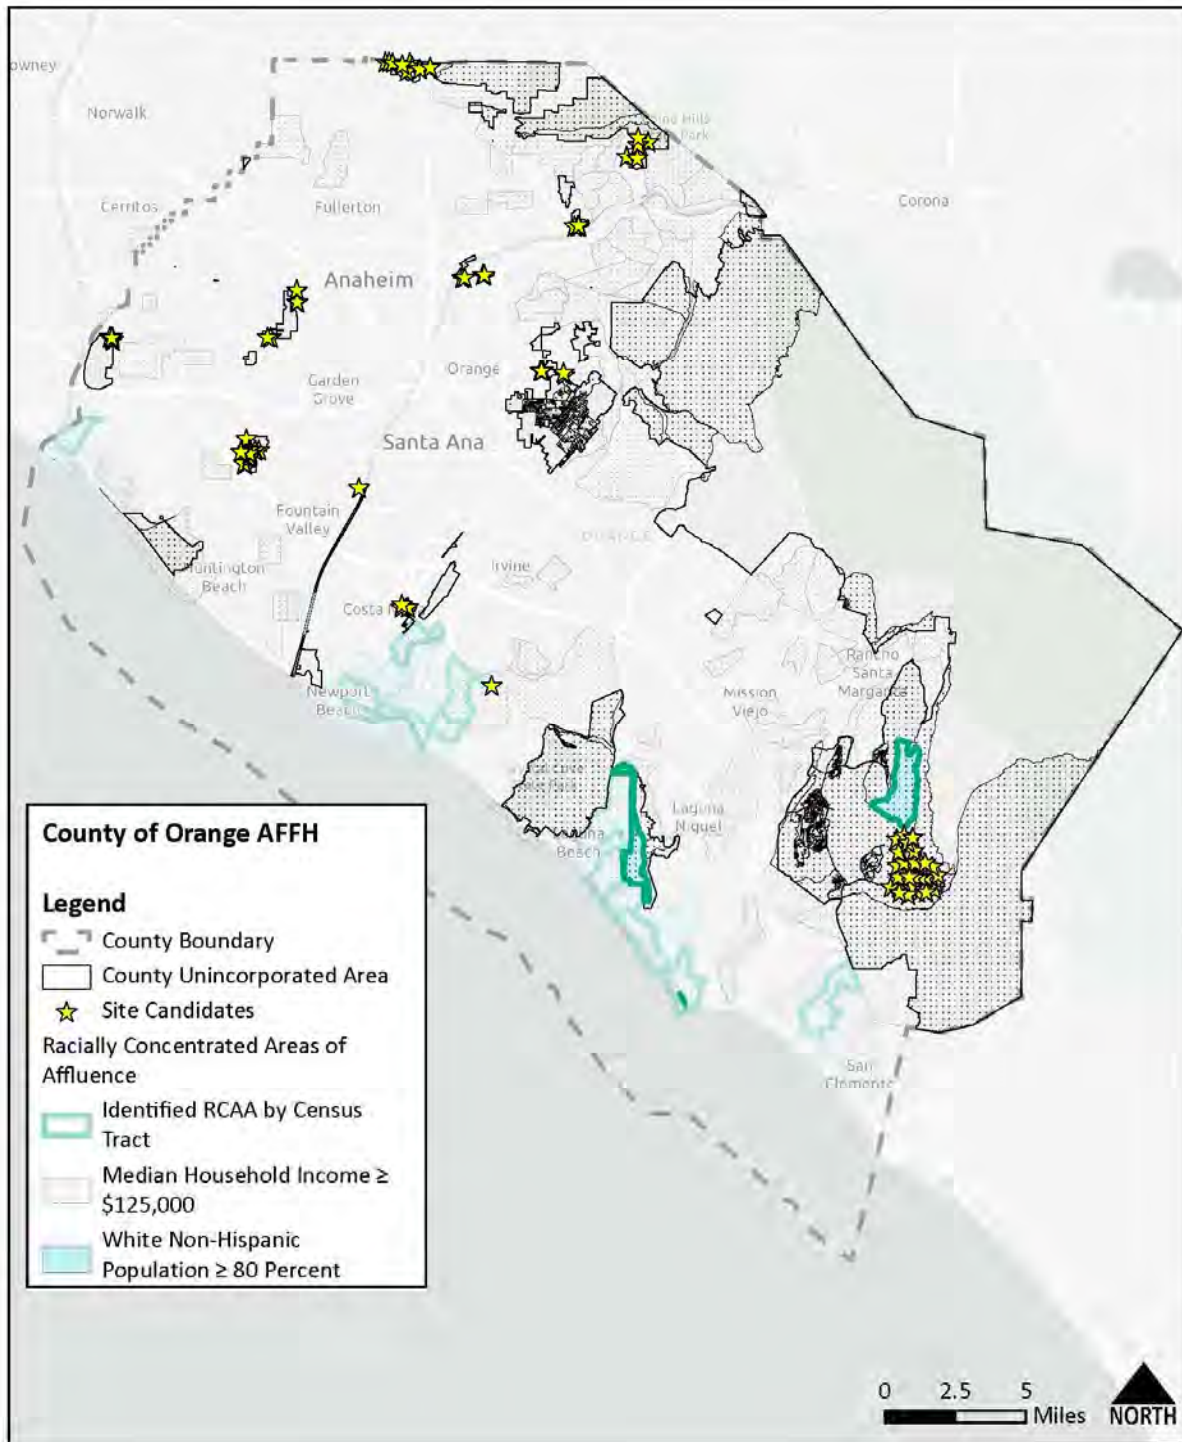 owney
Norwalk
Cerritos
Fullerton
Corona
Anaheim
Garden
Grove
Orange
Santa Ana
Fountain
Valley
ORANGE
Irvine
Huntington
Beach
Costa
Rancho
Santa
Margarita
Newport
Beach
Mission
Viejo
Laguna
Niguel
Beach
San
Clemente
County of Orange AFFH
Legend
County Boundary
County Unincorporated Area
Site Candidates
Racially Concentrated Areas of
Affluence
Identified RCAA by Census
Tract
Median Household Income ≥
$125,000
White Non-Hispanic
Population ≥ 80 Percent
0 2.5 5
Miles
NORTH